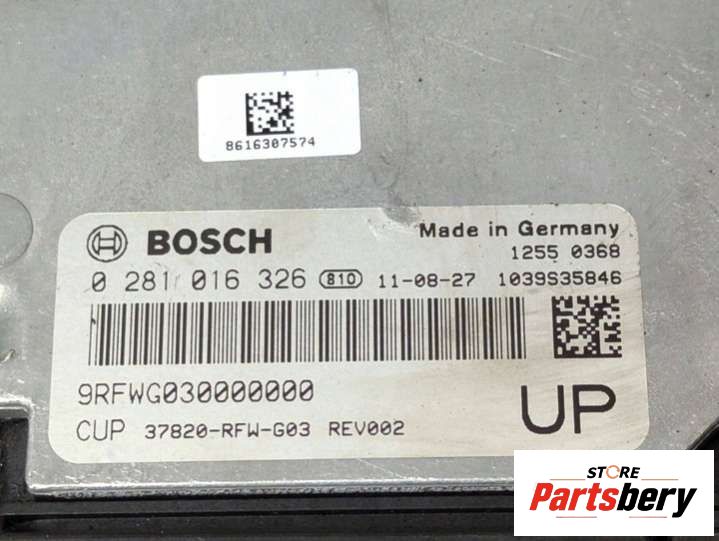 8616307574
BOSCH
Made in Germany
1255 0368
0 281 016 326 810 11-08-27 1039S35846
9RFWG030000000
CUP 37820-RFW-G03 REV002
UP
STORE
Partsbery